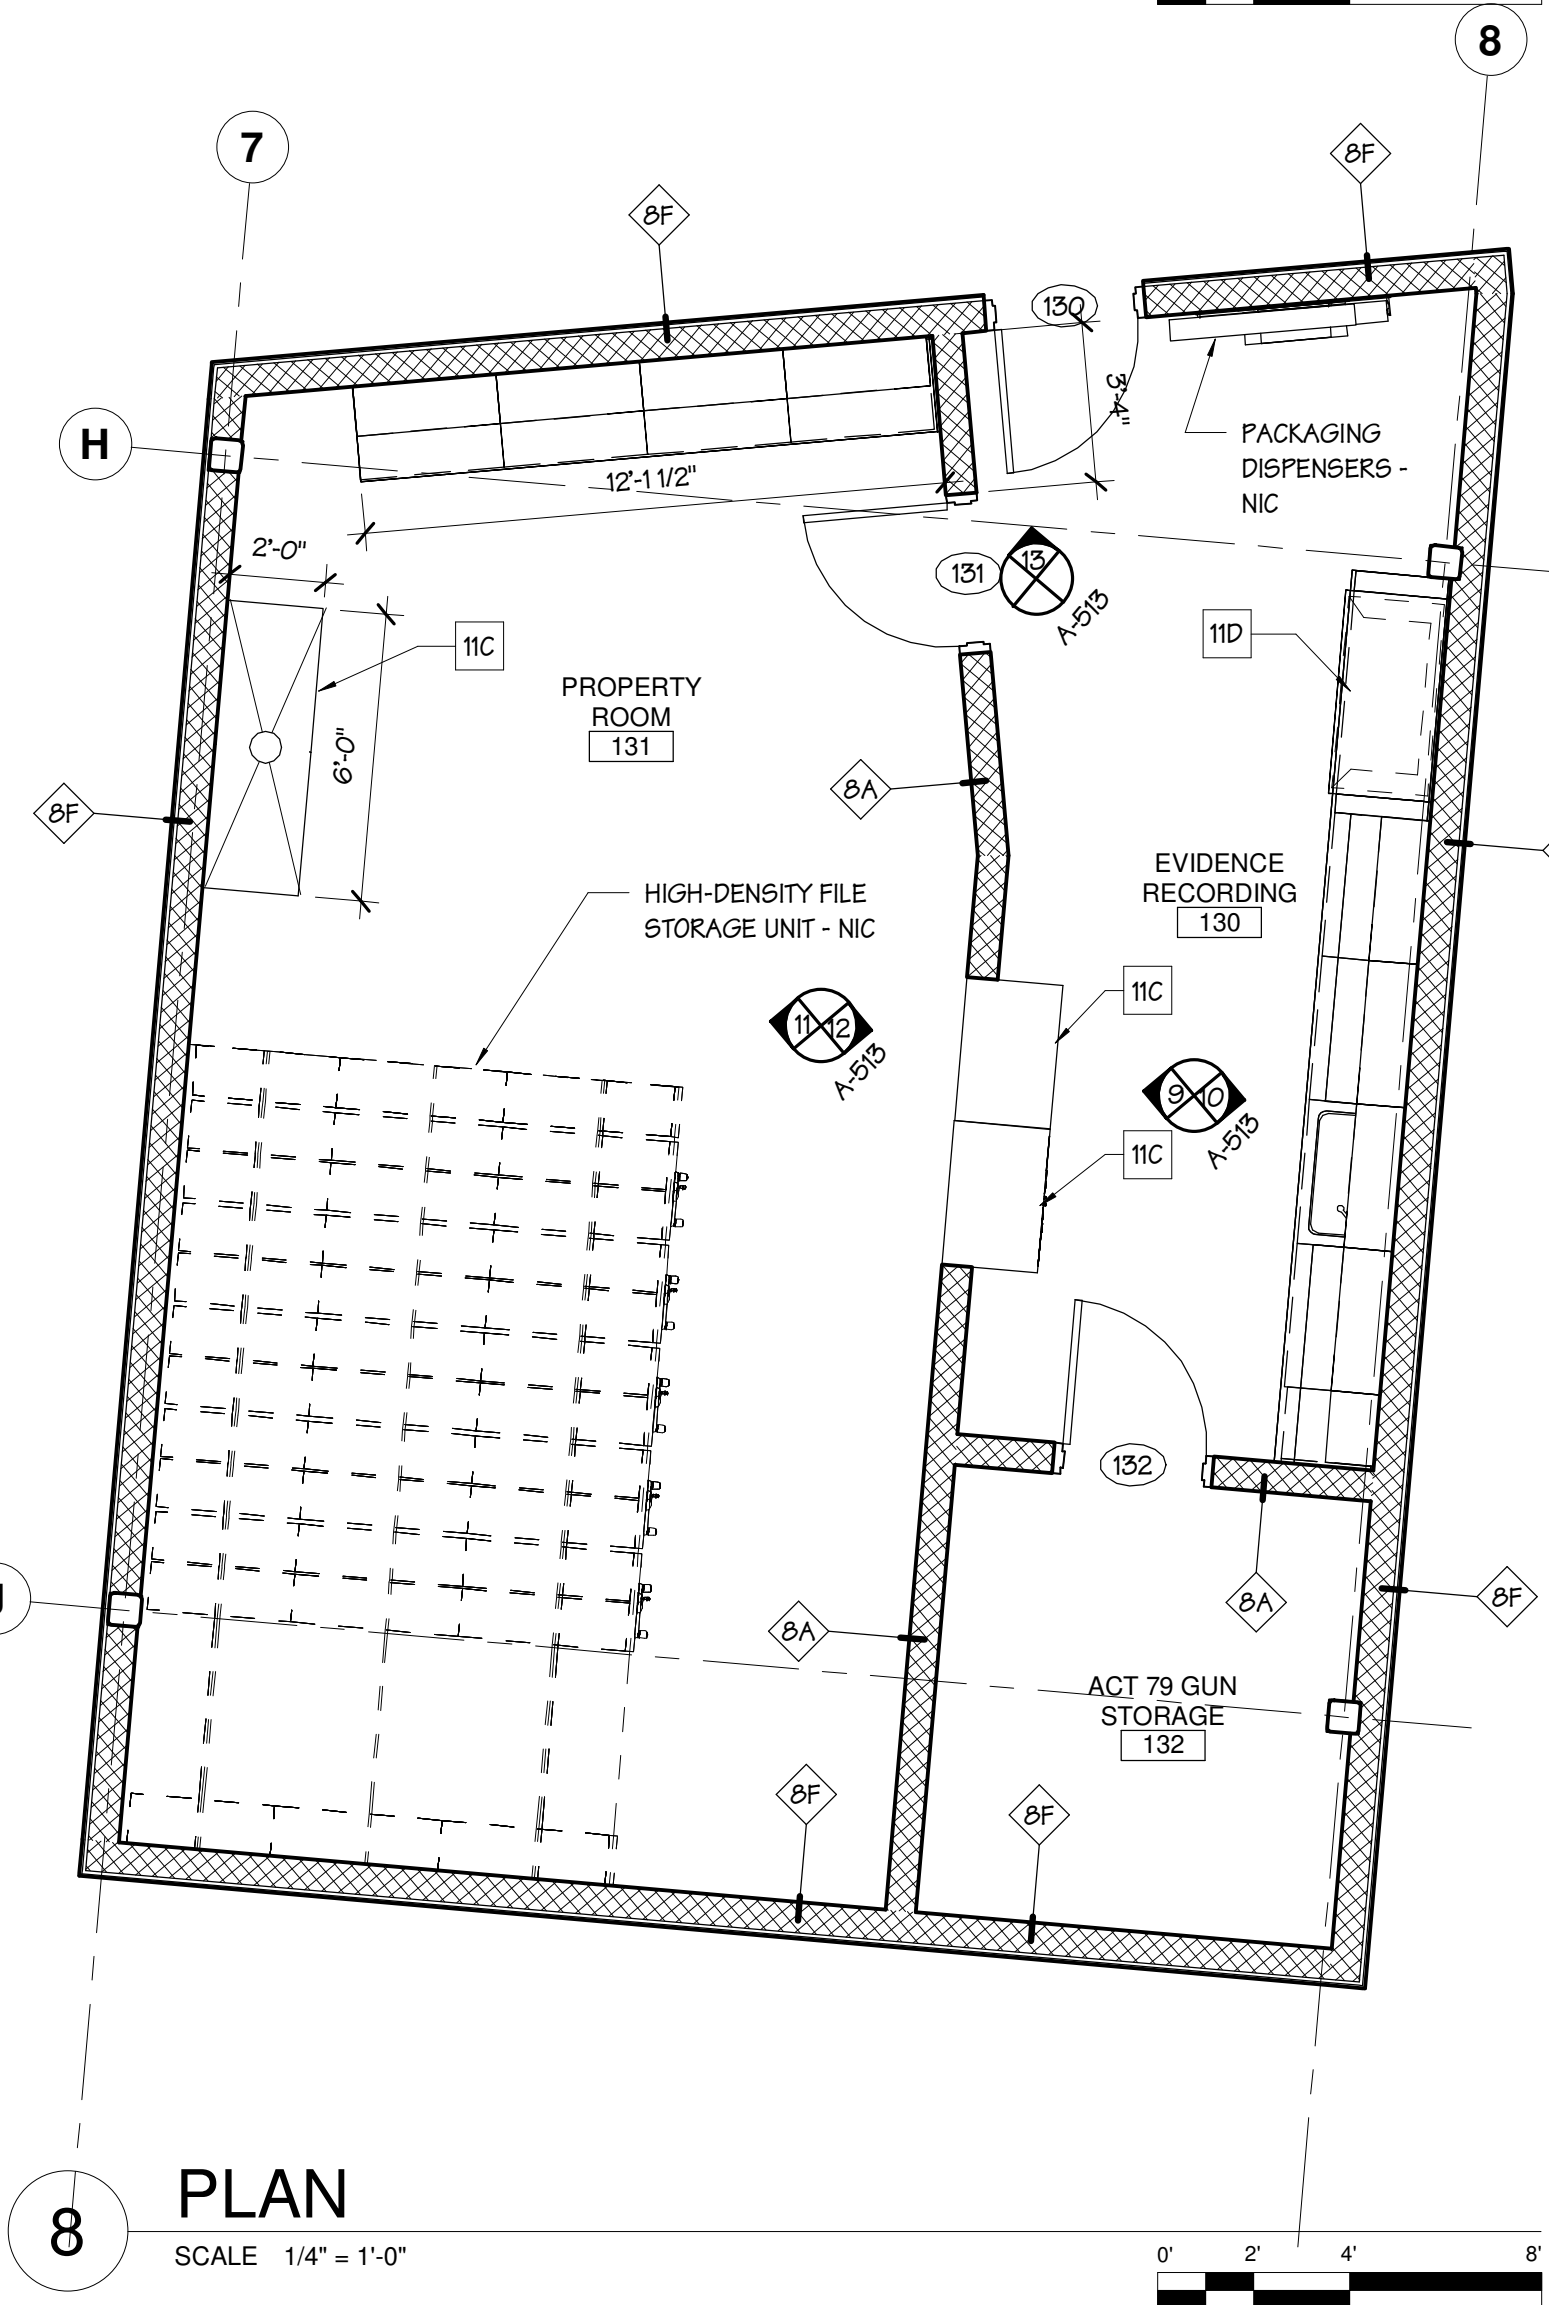 8
7
8F
8F
130
H
3'-4"
PACKAGING
DISPENSERS -
NIC
12'-1 1/2"
2'-0"
131
13
A-513
11C
11D
PROPERTY
ROOM
131
6'-0"
8F
8A
EVIDENCE
RECORDING
130
HIGH-DENSITY FILE
STORAGE UNIT - NIC
11C
11
12
A-513
9
10
A-513
11C
132
8F
8A
8A
ACT 79 GUN
STORAGE
132
8F
8F
8
PLAN
SCALE 1/4" = 1'-0"
0' 2' 4' 8'